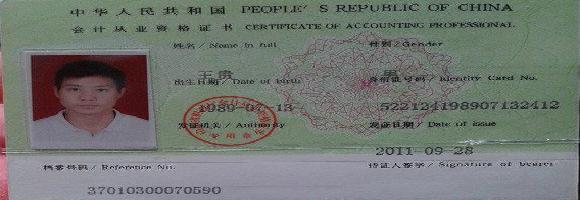 中华人民共和国 PEOPLE'S REPUBLIC OF CHINA
会计从业资格证书 CERTIFICATE OF ACCOUNTING PROFESSIONAL
姓名/Name in full 性别/Gender
王贵 男
出生日期/Date of birth 身份证号码/Identity Card No.
1989-07-13 522124198907132412
发证机关/Authority 发证日期/Date of issue
2011-09-28
档案号码/Reference No. 持证人签字/Signature of bearer
37010300070590